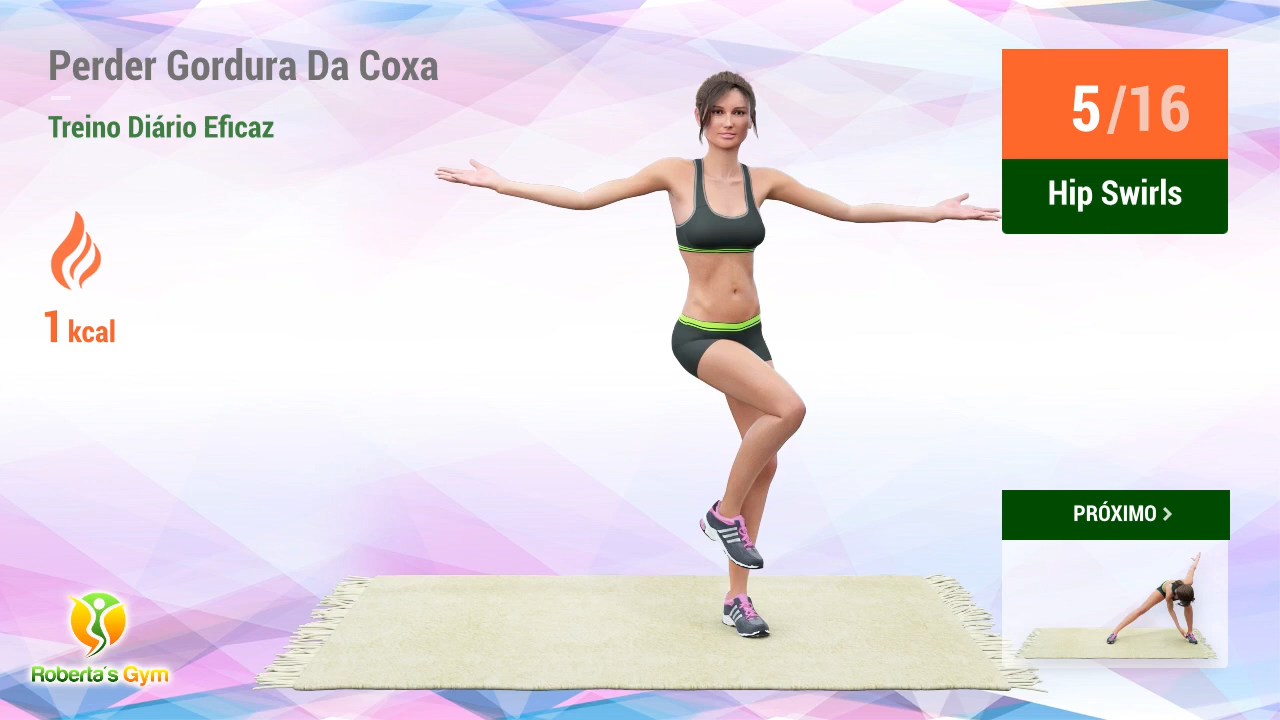 Perder Gordura Da Coxa
Treino Diário Eficaz
5/16
Hip Swirls
1 kcal
PRÓXIMO >
Roberta´s Gym